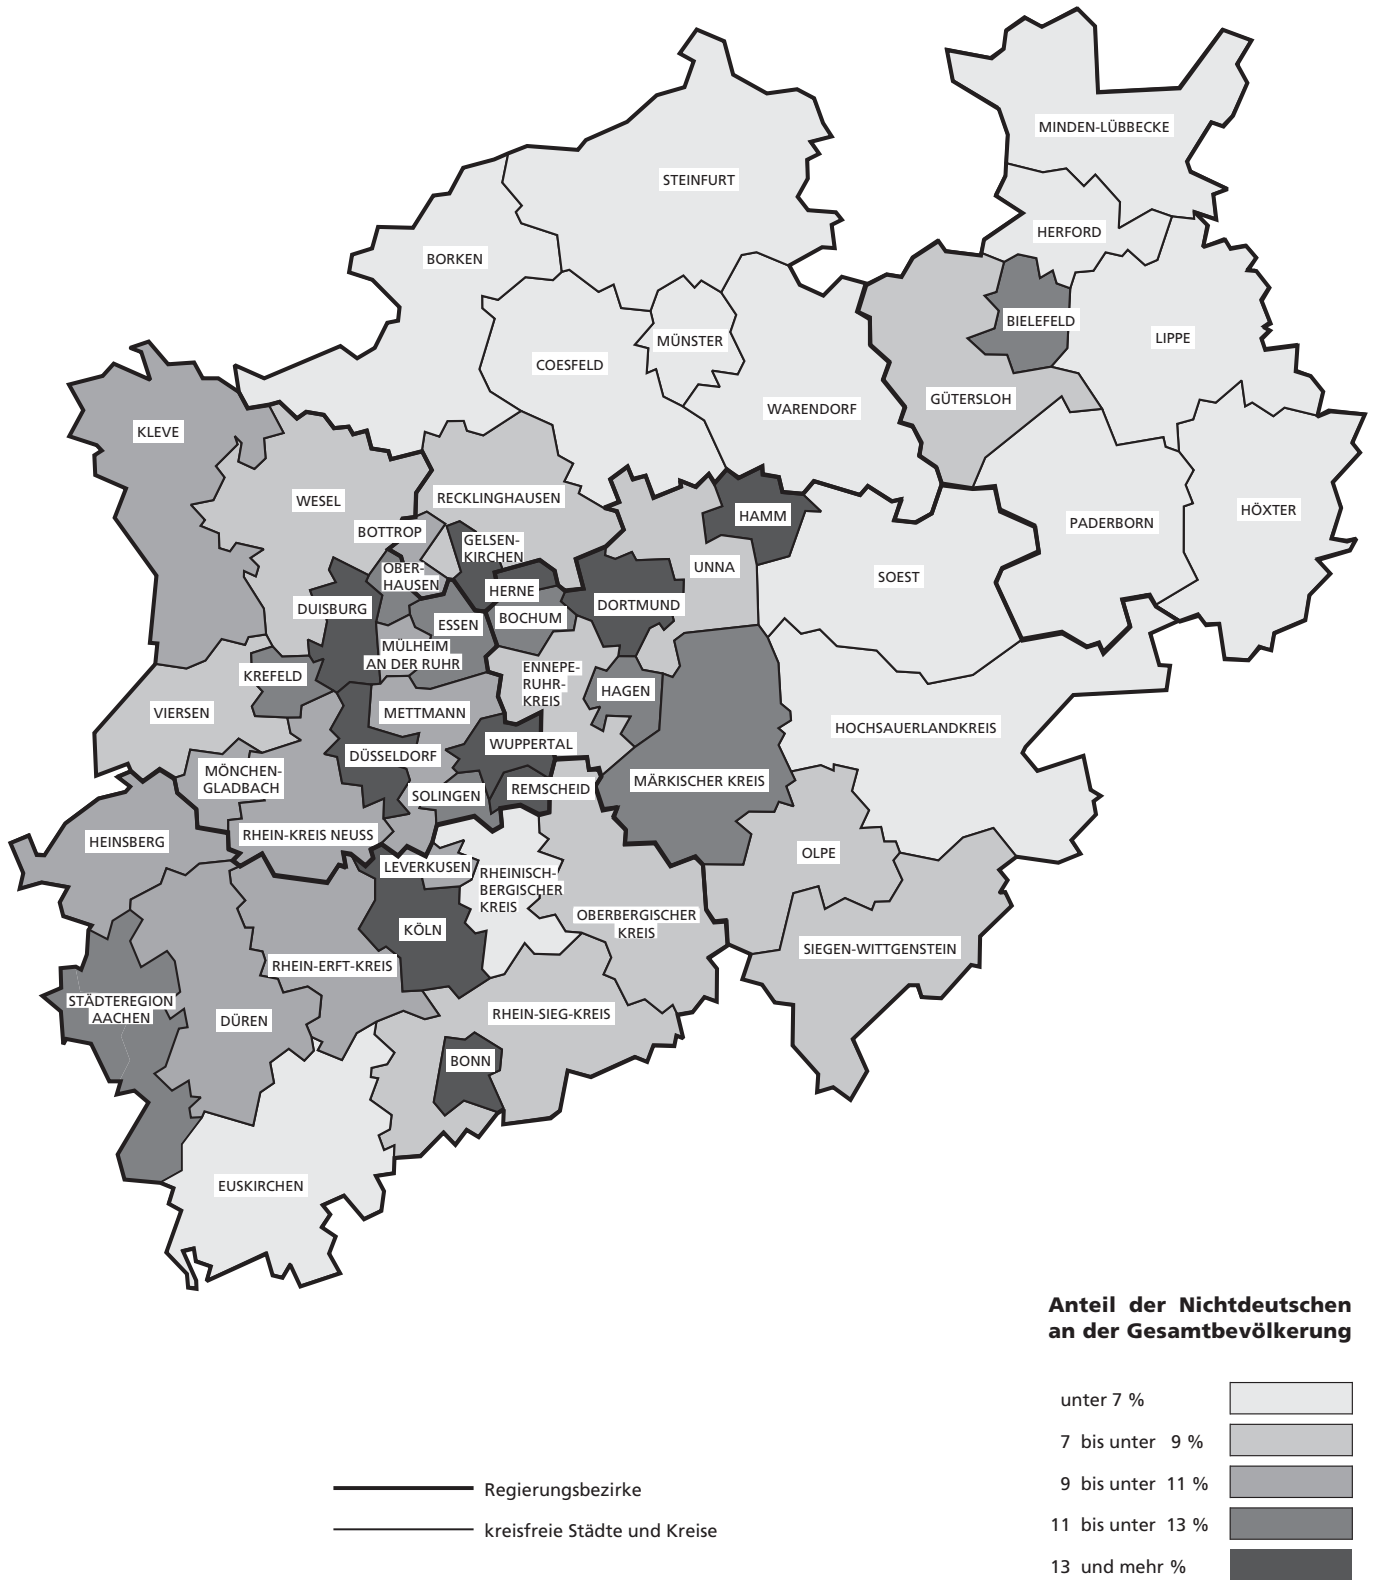 MINDEN-LÜBBECKE
STEINFURT
HERFORD
BORKEN
BIELEFELD
MÜNSTER
LIPPE
COESFELD
GÜTERSLOH
WARENDORF
KLEVE
RECKLINGHAUSEN
WESEL
HÖXTER
HAMM
PADERBORN
BOTTROP
GELSEN-
KIRCHEN
UNNA
OBER-
HAUSEN
SOEST
HERNE
DORTMUND
DUISBURG
BOCHUM
ESSEN
MÜLHEIM
AN DER RUHR
ENNEPE-
RUHR-
KREIS
KREFELD
HAGEN
VIERSEN
METTMANN
HOCHSAUERLANDKREIS
WUPPERTAL
DÜSSELDORF
MÖNCHEN-
GLADBACH
MÄRKISCHER KREIS
REMSCHEID
SOLINGEN
RHEIN-KREIS NEUSS
HEINSBERG
OLPE
LEVERKUSEN
RHEINISCH-
BERGISCHER
KREIS
OBERBERGISCHER
KREIS
KÖLN
SIEGEN-WITTGENSTEIN
RHEIN-ERFT-KREIS
STÄDTEREGION
AACHEN
RHEIN-SIEG-KREIS
DÜREN
BONN
EUSKIRCHEN
Anteil der Nichtdeutschen
an der Gesamtbevölkerung
unter 7 %
7 bis unter 9 %
9 bis unter 11 %
11 bis unter 13 %
13 und mehr %
Regierungsbezirke
kreisfreie Städte und Kreise